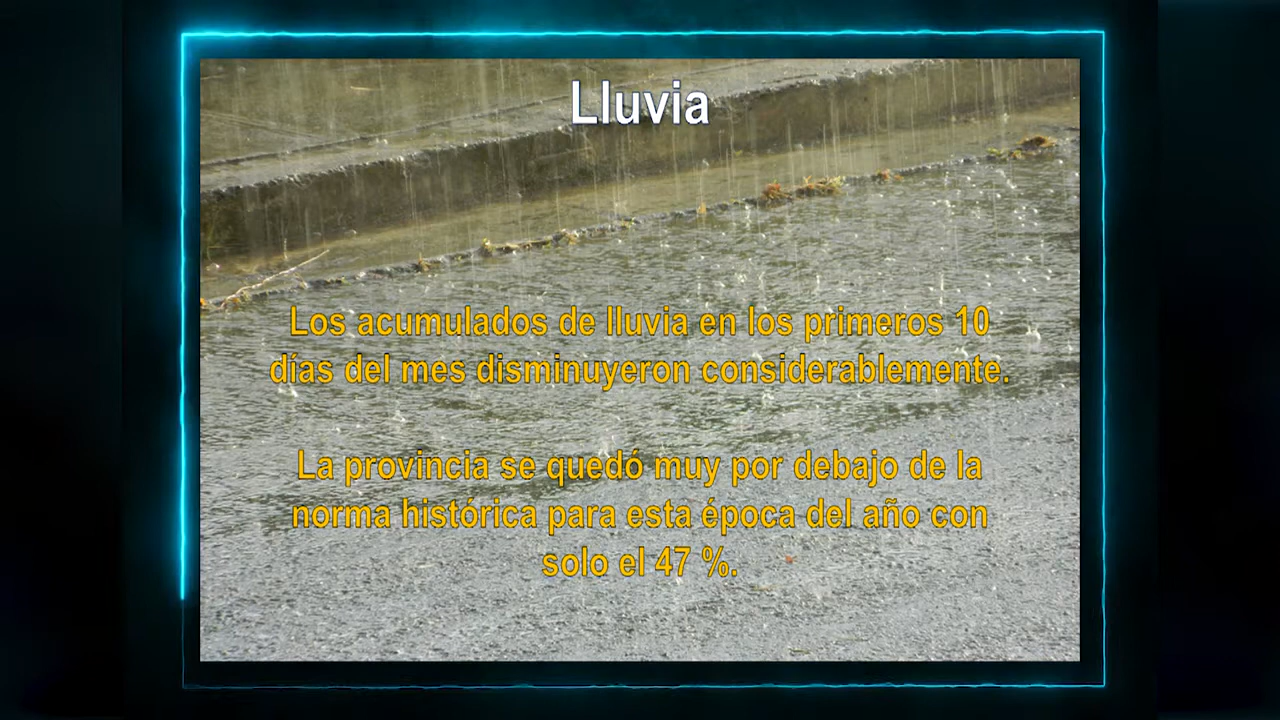 Lluvia
Los acumulados de lluvia en los primeros 10
días del mes disminuyeron considerablemente.
La provincia se quedó muy por debajo de la
norma histórica para esta época del año con
solo el 47 %.